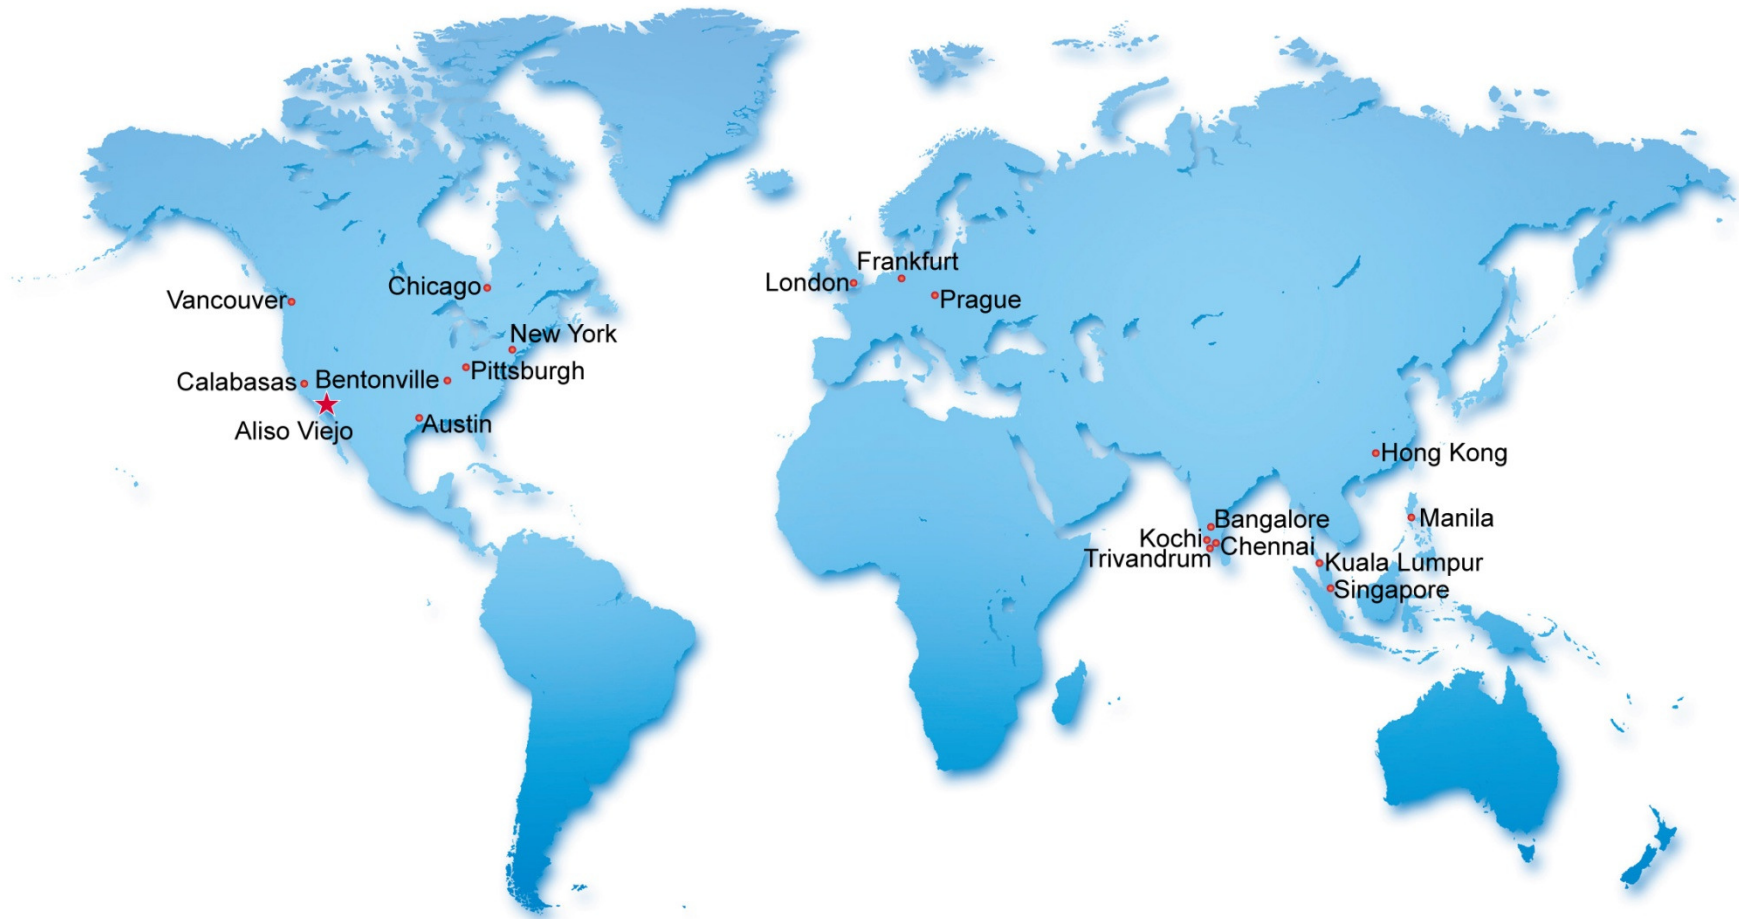 Frankfurt
London
Prague
Chicago
Vancouver
New York
Pittsburgh
Calabasas
Bentonville
Aliso Viejo
Austin
Hong Kong
Manila
Bangalore
Kochi
Chennai
Trivandrum
Kuala Lumpur
Singapore